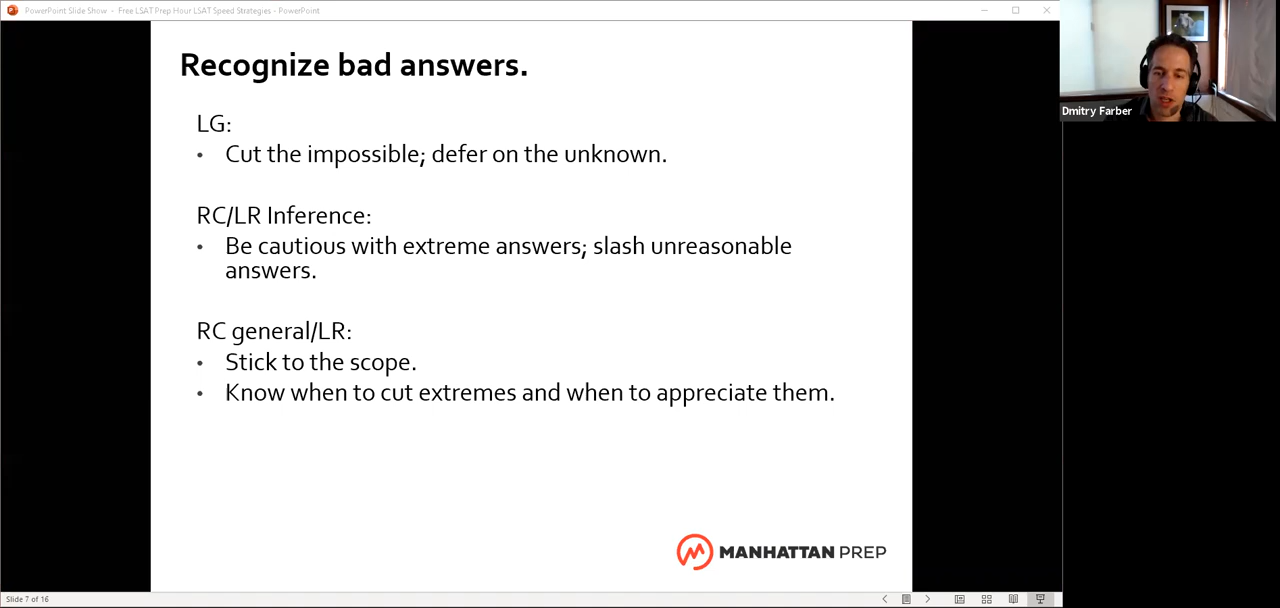 PowerPoint Slide Show - Free LSAT Prep Hour LSAT Speed Strategies - PowerPoint
Recognize bad answers.
Dmitry Farber
LG:
• Cut the impossible; defer on the unknown.
RC/LR Inference:
• Be cautious with extreme answers; slash unreasonable
answers.
RC general/LR:
• Stick to the scope.
• Know when to cut extremes and when to appreciate them.
MANHATTAN PREP
Slide 7 of 16